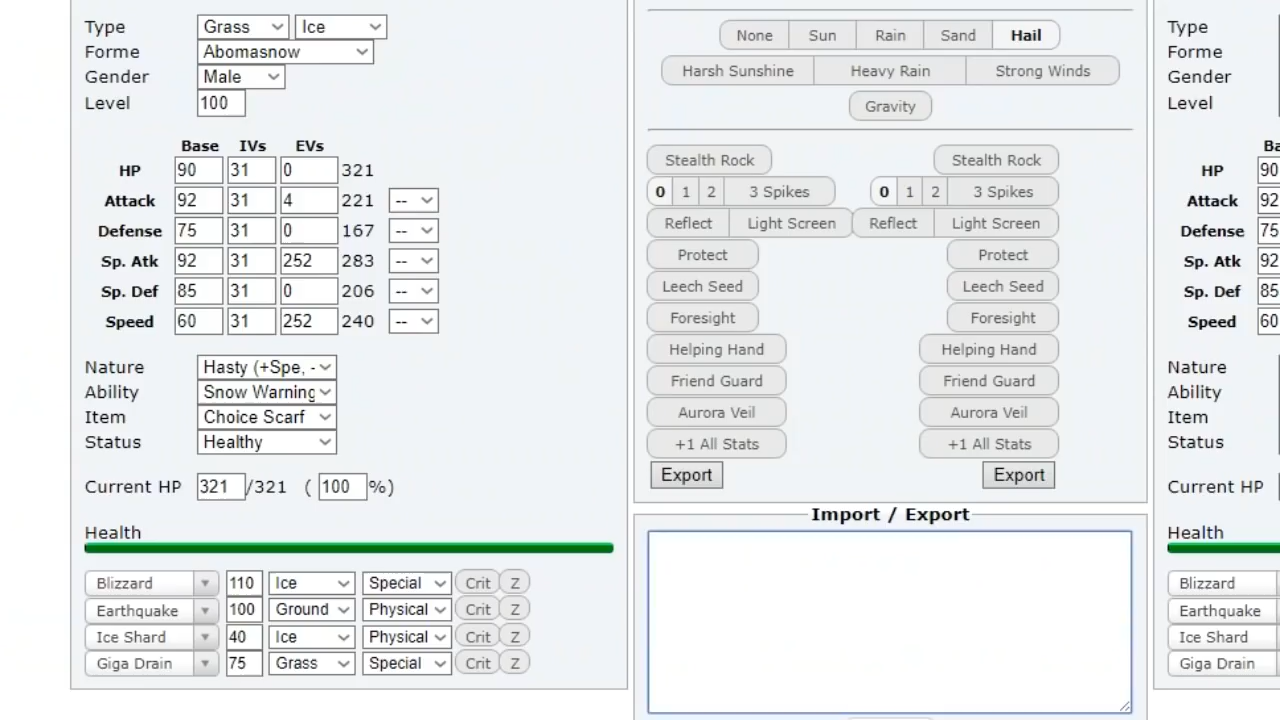 Type Grass Ice
Forme Abomasnow
Gender Male
Level 100
Base IVs EVs
HP 90 31 0 321
Attack 92 31 4 221 --
Defense 75 31 0 167 --
Sp. Atk 92 31 252 283 --
Sp. Def 85 31 0 206 --
Speed 60 31 252 240 --
Nature Hasty (+Spe, -
Ability Snow Warning
Item Choice Scarf
Status Healthy
Current HP 321 /321 ( 100 %)
Health
Blizzard 110 Ice Special Crit Z
Earthquake 100 Ground Physical Crit Z
Ice Shard 40 Ice Physical Crit Z
Giga Drain 75 Grass Special Crit Z
None Sun Rain Sand Hail
Harsh Sunshine Heavy Rain Strong Winds
Gravity
Stealth Rock Stealth Rock
0 1 2 3 Spikes 0 1 2 3 Spikes
Reflect Light Screen Reflect Light Screen
Protect Protect
Leech Seed Leech Seed
Foresight Foresight
Helping Hand Helping Hand
Friend Guard Friend Guard
Aurora Veil Aurora Veil
+1 All Stats +1 All Stats
Export Export
Import / Export
Type
Forme
Gender
Level
Ba
HP 90
Attack 92
Defense 75
Sp. Atk 92
Sp. Def 85
Speed 60
Nature
Ability
Item
Status
Current HP
Health
Blizzard
Earthquake
Ice Shard
Giga Drain